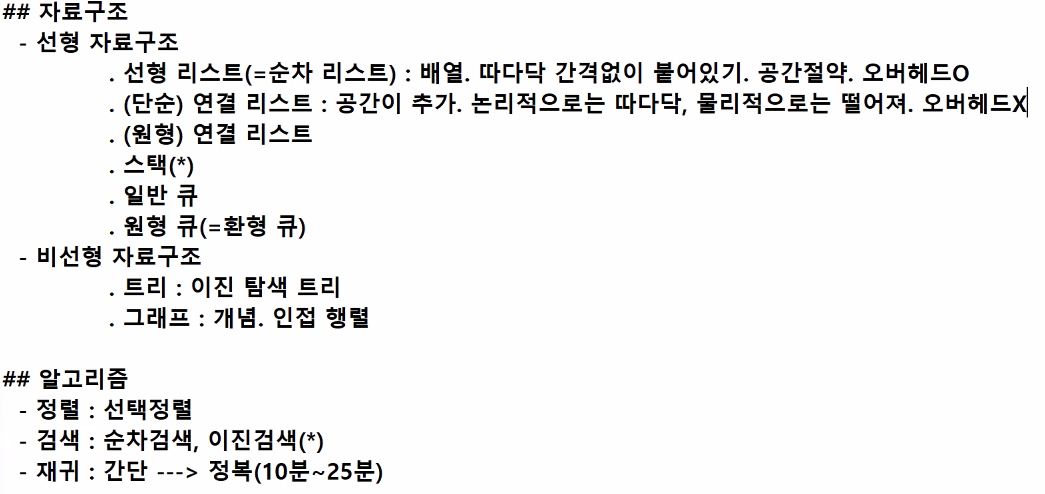 ## 자료구조
- 선형 자료구조
. 선형 리스트(=순차 리스트) : 배열. 따다닥 간격없이 붙어있기. 공간절약. 오버헤드O
. (단순) 연결 리스트 : 공간이 추가. 논리적으로는 따다닥, 물리적으로는 떨어져. 오버헤드X
. (원형) 연결 리스트
. 스택(*)
. 일반 큐
. 원형 큐(=환형 큐)
- 비선형 자료구조
. 트리 : 이진 탐색 트리
. 그래프 : 개념. 인접 행렬
## 알고리즘
- 정렬 : 선택정렬
- 검색 : 순차검색, 이진검색(*)
- 재귀 : 간단 ---> 정복(10분~25분)